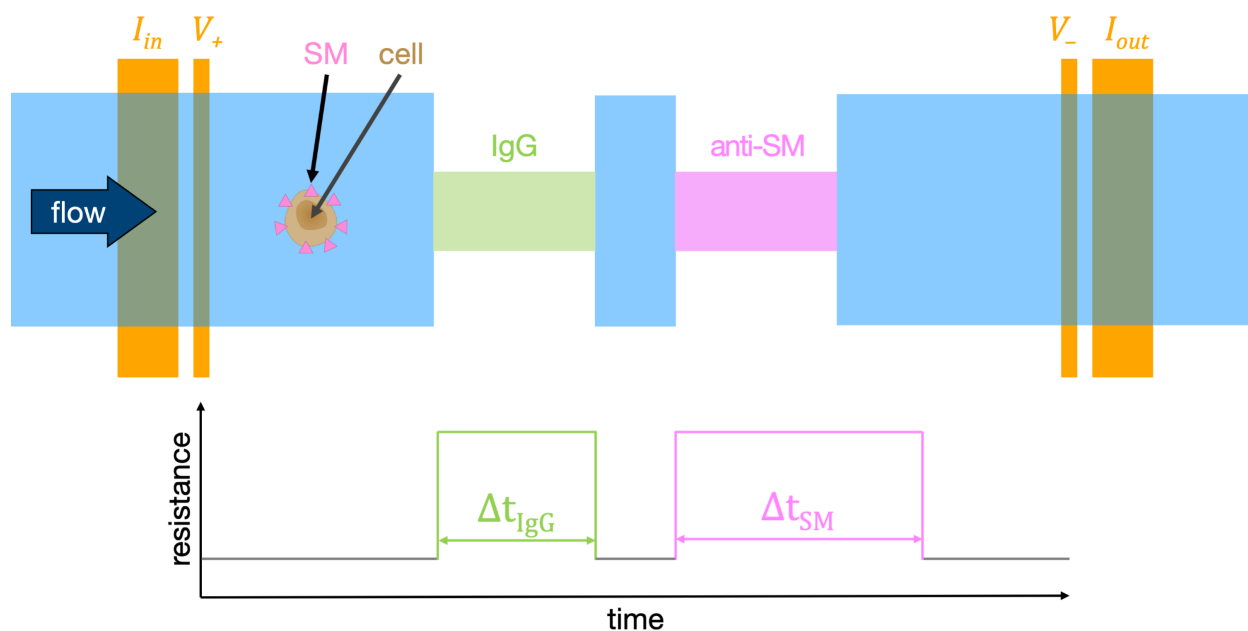 I_in V_+ V_− I_out
SM cell
IgG anti-SM
flow
Δt_IgG Δt_SM
resistance
time